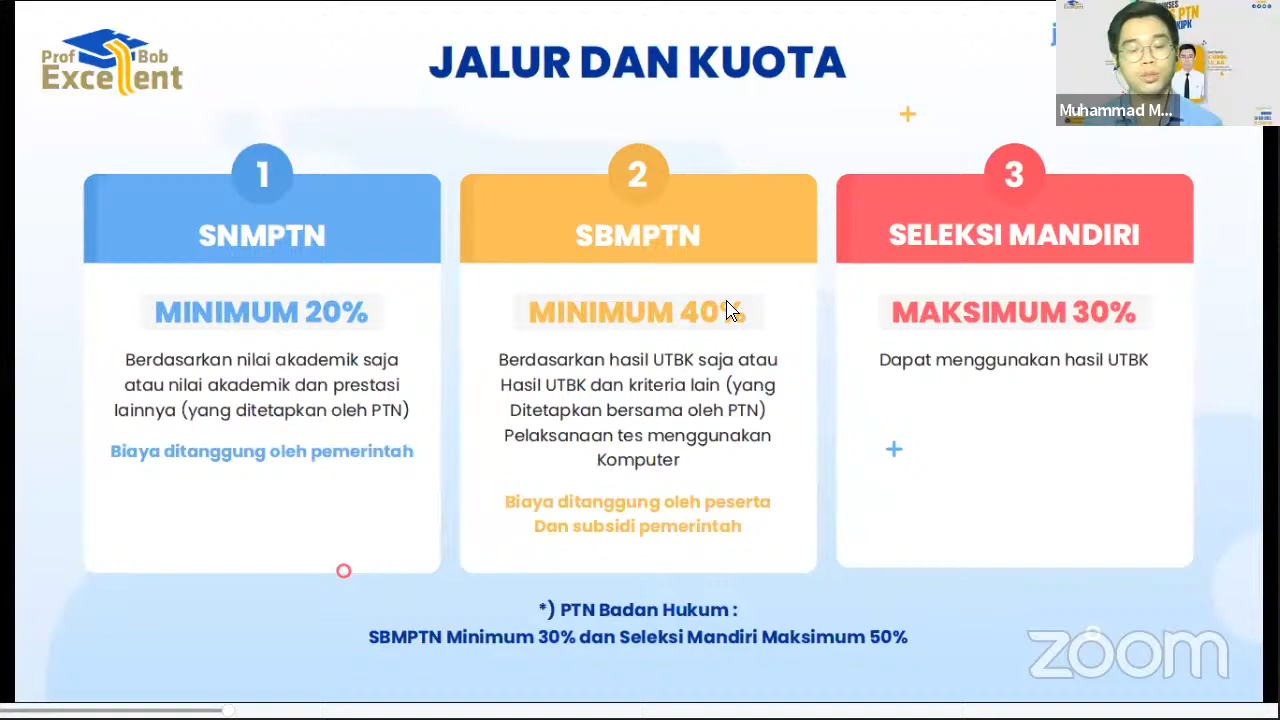 Prof Bob
Excellent
JALUR DAN KUOTA
Muhammad M...
1
SNMPTN
MINIMUM 20%
Berdasarkan nilai akademik saja
atau nilai akademik dan prestasi
lainnya (yang ditetapkan oleh PTN)
Biaya ditanggung oleh pemerintah
2
SBMPTN
MINIMUM 40%
Berdasarkan hasil UTBK saja atau
Hasil UTBK dan kriteria lain (yang
Ditetapkan bersama oleh PTN)
Pelaksanaan tes menggunakan
Komputer
Biaya ditanggung oleh peserta
Dan subsidi pemerintah
3
SELEKSI MANDIRI
MAKSIMUM 30%
Dapat menggunakan hasil UTBK
*) PTN Badan Hukum :
SBMPTN Minimum 30% dan Seleksi Mandiri Maksimum 50%
zoom